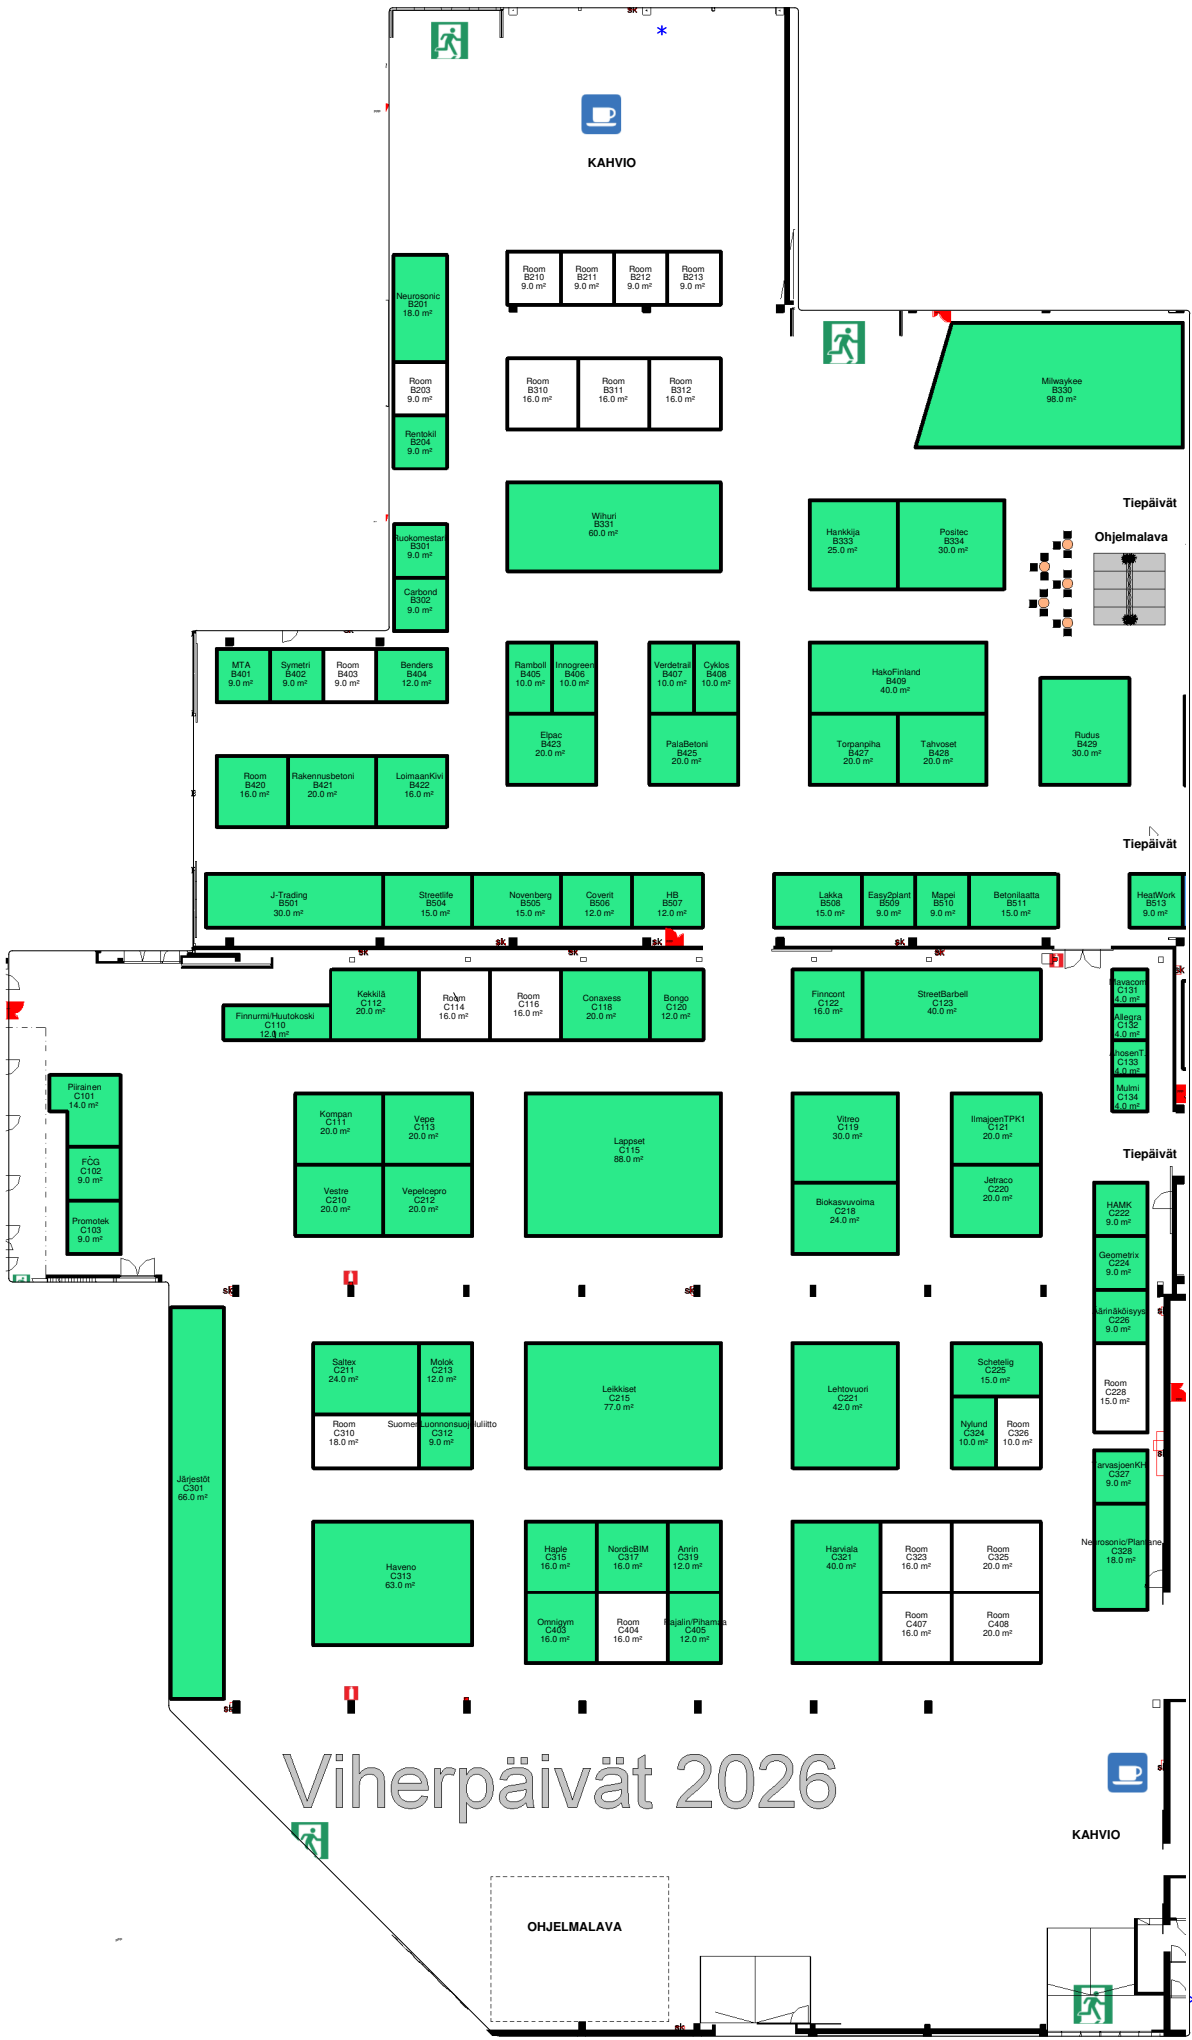 sk
KAHVIO
Room
B210
9.0 m²
Room
B211
9.0 m²
Room
B212
9.0 m²
Room
B213
9.0 m²
Neurosonic
B201
18.0 m²
Room
B203
9.0 m²
Rentokil
B204
9.0 m²
Room
B310
16.0 m²
Room
B311
16.0 m²
Room
B312
16.0 m²
Milwaykee
B330
98.0 m²
Wihuri
B331
60.0 m²
Hankkija
B333
25.0 m²
Positec
B334
30.0 m²
Tiepäivät
Ohjelmalava
B301
9.0 m²
Carbond
B302
9.0 m²
sk
MTA
B401
9.0 m²
Symetri
B402
9.0 m²
Room
B403
9.0 m²
Benders
B404
12.0 m²
Ramboll
B405
10.0 m²
Innogreen
B406
10.0 m²
Verdetrail
B407
10.0 m²
Cyklos
B408
10.0 m²
HakoFinland
B409
40.0 m²
Elpac
B423
20.0 m²
PalaBetoni
B425
20.0 m²
Torpanpiha
B427
20.0 m²
Tahvoset
B428
20.0 m²
Rudus
B429
30.0 m²
Room
B420
16.0 m²
Rakennusbetoni
B421
20.0 m²
LoimaanKivi
B422
16.0 m²
Tiepäivät
J-Trading
B501
30.0 m²
Streetlife
B504
15.0 m²
Novenberg
B505
15.0 m²
Coverit
B506
12.0 m²
HB
B507
12.0 m²
Lakka
B508
15.0 m²
Easy2plant
B509
9.0 m²
Mapei
B510
9.0 m²
Betonilaatta
B511
15.0 m²
HeatWork
B513
9.0 m²
sk
sk
sk
sk
sk
sk
sk
Finnurmi/Huutokoski
C110
12.0 m²
Kekkilä
C112
20.0 m²
Room
C114
16.0 m²
Room
C116
16.0 m²
Conaxess
C118
20.0 m²
Bongo
C120
12.0 m²
Finncont
C122
16.0 m²
StreetBarbell
C123
40.0 m²
Mavacom
C131
4.0 m²
Allegra
C132
4.0 m²
AhosenT.
C133
4.0 m²
Mulmi
C134
4.0 m²
Piirainen
C101
14.0 m²
FCG
C102
9.0 m²
Promotek
C103
9.0 m²
Kompan
C111
20.0 m²
Vepe
C113
20.0 m²
Lappset
C115
88.0 m²
Vitreo
C119
30.0 m²
IlmajoenTPK1
C121
20.0 m²
Tiepäivät
Vestre
C210
20.0 m²
Vepelcepro
C212
20.0 m²
Biokasvuvoima
C218
24.0 m²
Jetraco
C220
20.0 m²
HAMK
C222
9.0 m²
Geometrix
C224
9.0 m²
C226
9.0 m²
sk
sk
sk
Saltex
C211
24.0 m²
Molok
C213
12.0 m²
Leikkiset
C215
77.0 m²
Lehtovuori
C221
42.0 m²
Schetelig
C225
15.0 m²
Room
C228
15.0 m²
Room
C310
18.0 m²
Suomen Luonnonsuojeluliitto
C312
9.0 m²
Nylund
C324
10.0 m²
Room
C326
10.0 m²
sk
TarvasjoenKH
C327
9.0 m²
Järjestöt
C301
66.0 m²
Haveno
C313
63.0 m²
Haple
C315
16.0 m²
NordicBIM
C317
16.0 m²
Anrin
C319
12.0 m²
Harviala
C321
40.0 m²
Room
C323
16.0 m²
Room
C325
20.0 m²
C328
18.0 m²
Omnigym
C403
16.0 m²
Room
C404
16.0 m²
C405
12.0 m²
Room
C407
16.0 m²
Room
C408
20.0 m²
sk
Viherpäivät 2026
sk
KAHVIO
OHJELMALAVA
sk